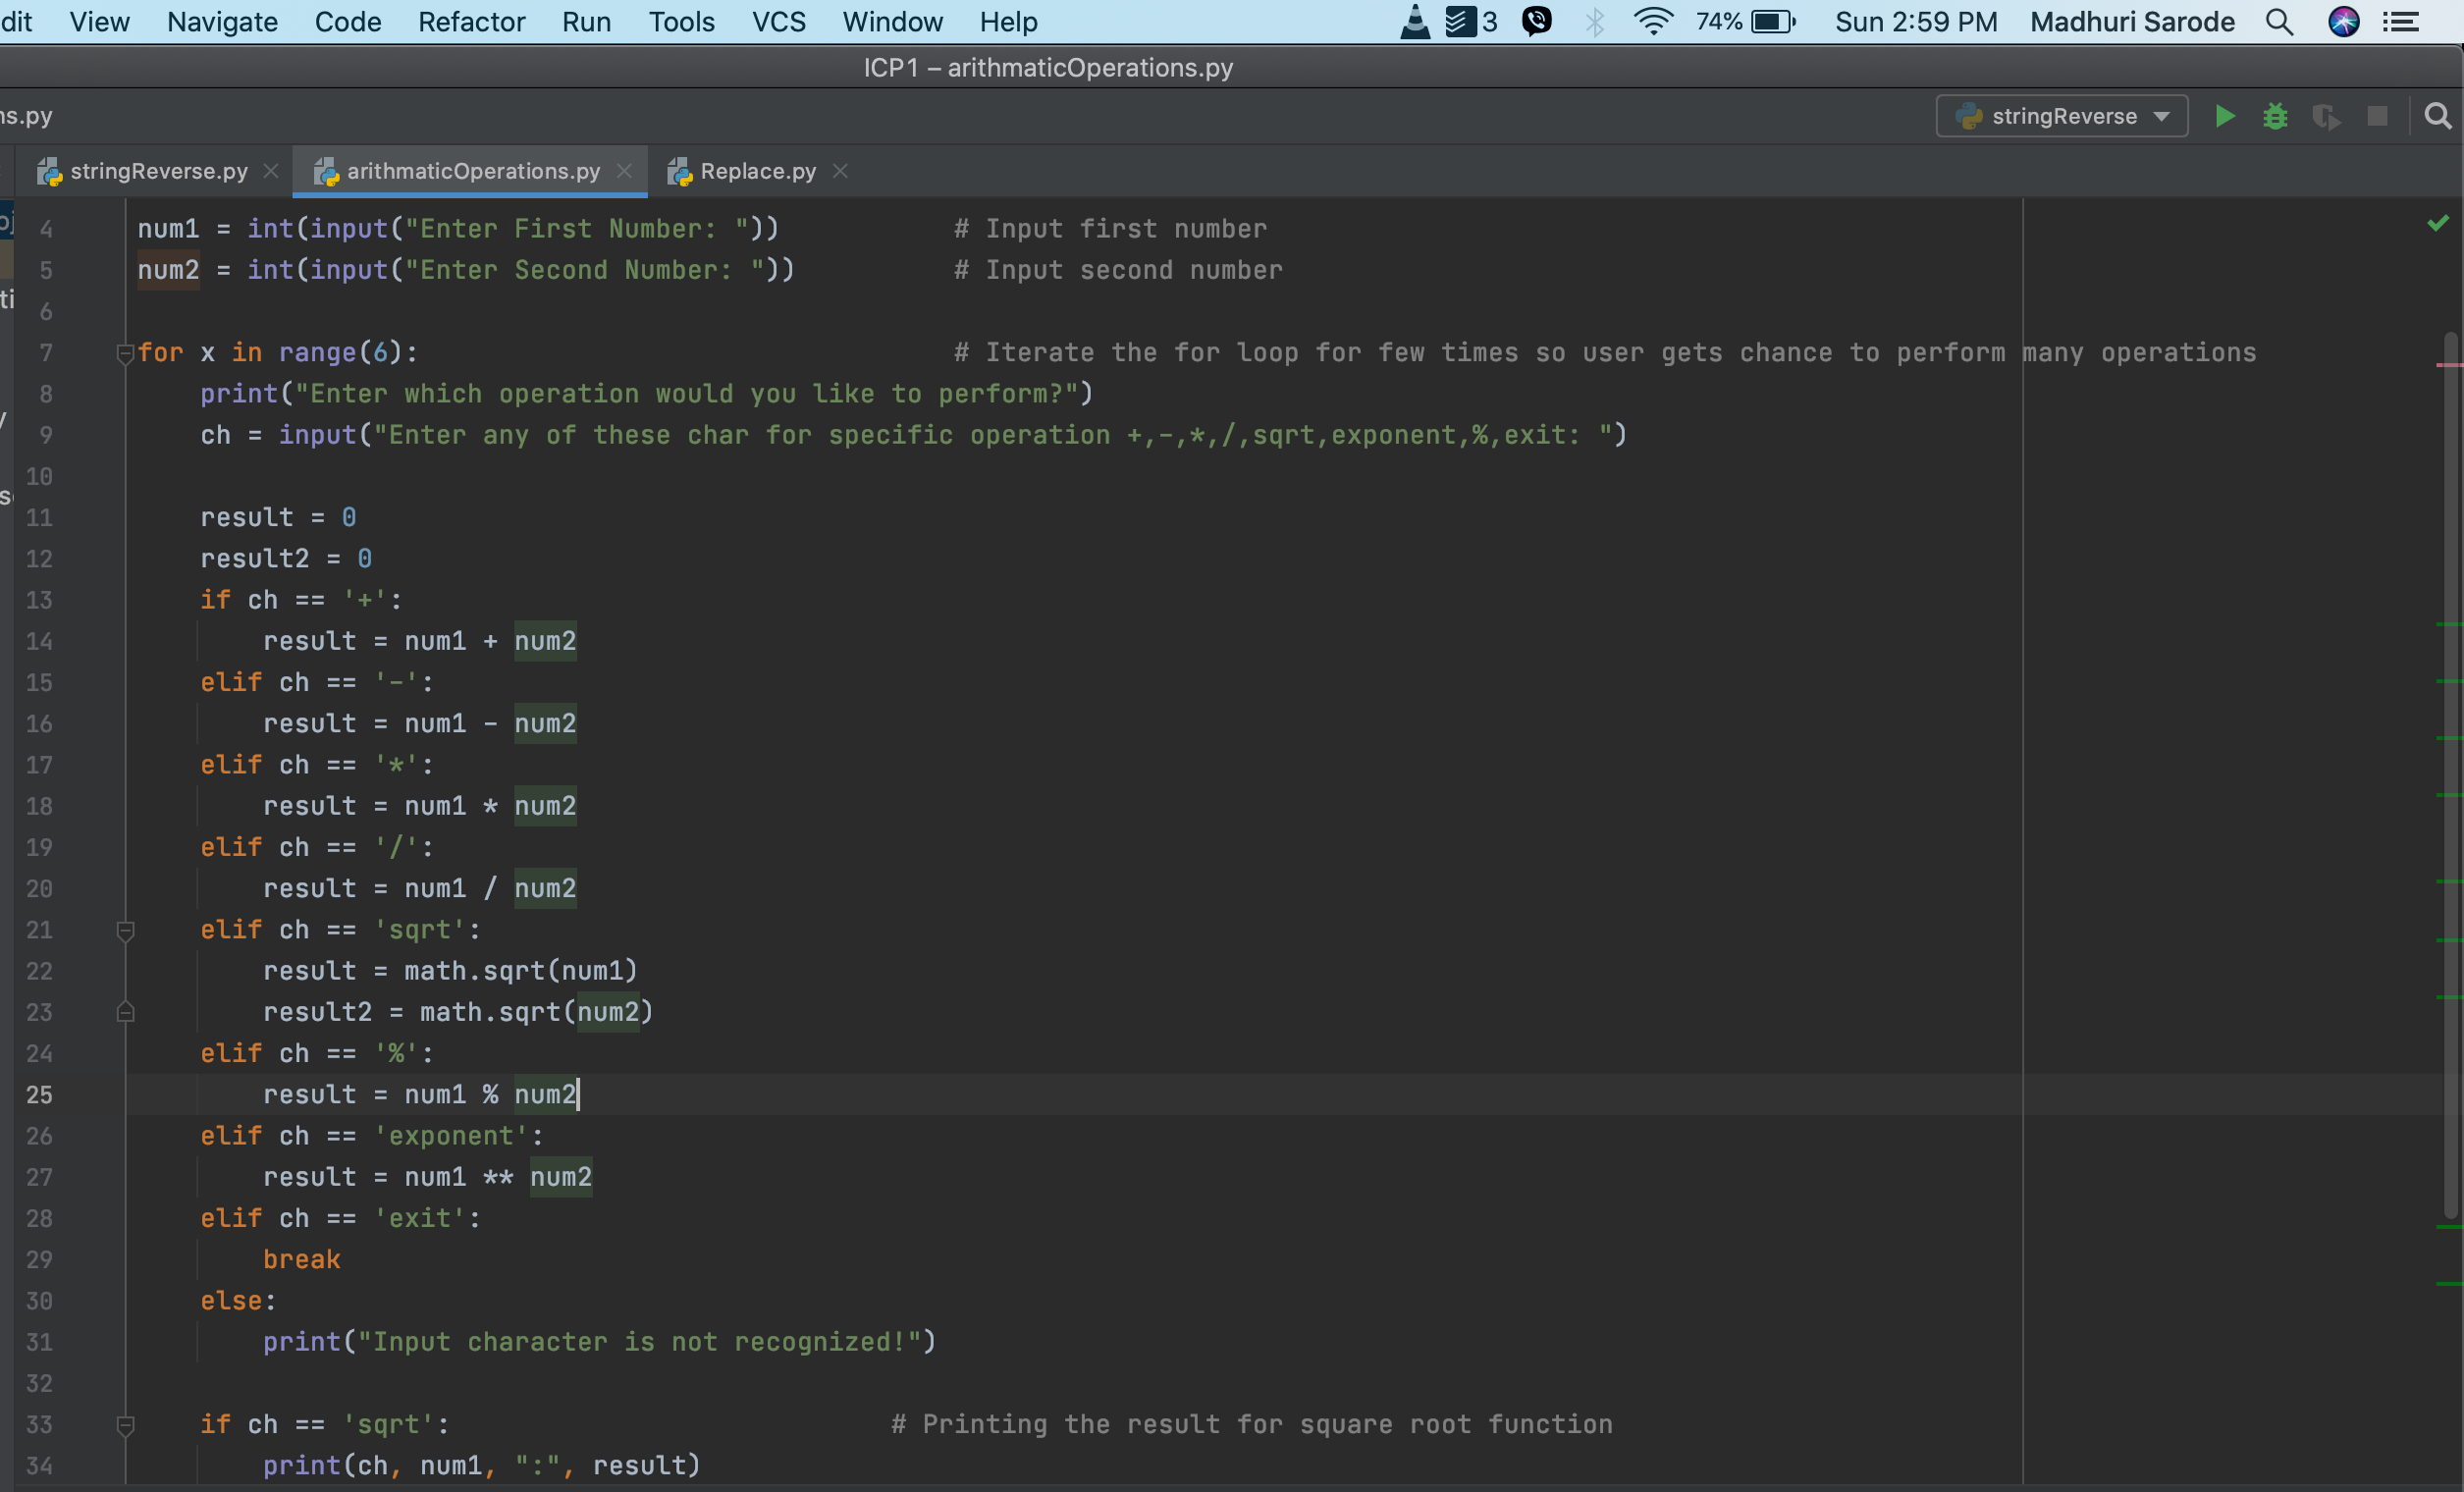 dit View Navigate Code Refactor Run Tools VCS Window Help 3 74% Sun 2:59 PM Madhuri Sarode
ICP1 – arithmaticOperations.py
ns.py stringReverse
stringReverse.py arithmaticOperations.py Replace.py
4 num1 = int(input("Enter First Number: ")) # Input first number
5 num2 = int(input("Enter Second Number: ")) # Input second number
6
7 for x in range(6): # Iterate the for loop for few times so user gets chance to perform many operations
8 print("Enter which operation would you like to perform?")
9 ch = input("Enter any of these char for specific operation +,-,*,/,sqrt,exponent,%,exit: ")
10
11 result = 0
12 result2 = 0
13 if ch == '+':
14 result = num1 + num2
15 elif ch == '-':
16 result = num1 - num2
17 elif ch == '*':
18 result = num1 * num2
19 elif ch == '/':
20 result = num1 / num2
21 elif ch == 'sqrt':
22 result = math.sqrt(num1)
23 result2 = math.sqrt(num2)
24 elif ch == '%':
25 result = num1 % num2
26 elif ch == 'exponent':
27 result = num1 ** num2
28 elif ch == 'exit':
29 break
30 else:
31 print("Input character is not recognized!")
32
33 if ch == 'sqrt': # Printing the result for square root function
34 print(ch, num1, ":", result)